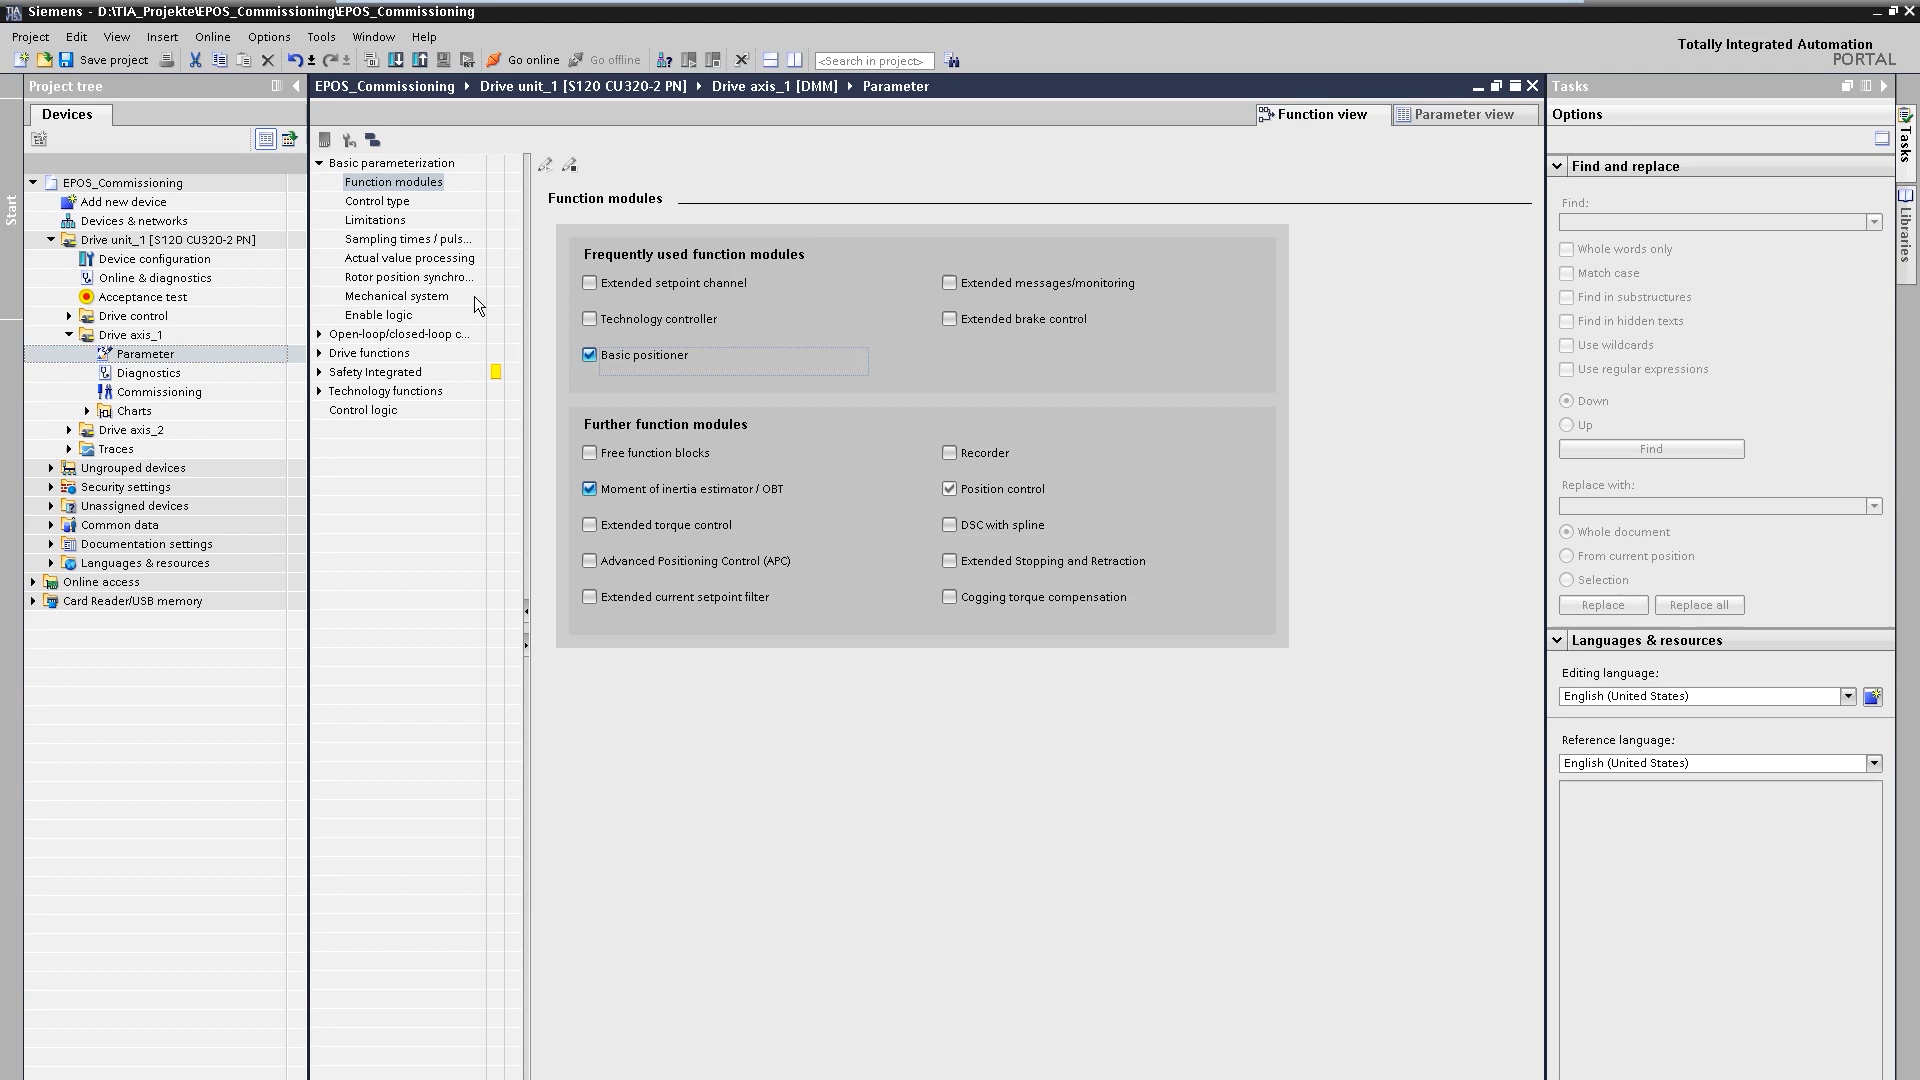 Siemens - D:\TIA_Projekte\EPOS_Commissioning\EPOS_Commissioning
Project Edit View Insert Online Options Tools Window Help
Totally Integrated Automation
PORTAL
Save project
Go online
Go offline
<Search in project>
Project tree
EPOS_Commissioning
Drive unit_1 [S120 CU320-2 PN]
Drive axis_1 [DMM]
Parameter
Tasks
Devices
Function view
Parameter view
Options
Start
EPOS_Commissioning
Add new device
Devices & networks
Drive unit_1 [S120 CU320-2 PN]
Device configuration
Online & diagnostics
Acceptance test
Drive control
Drive axis_1
Parameter
Diagnostics
Commissioning
Charts
Drive axis_2
Traces
Ungrouped devices
Security settings
Unassigned devices
Common data
Documentation settings
Languages & resources
Online access
Card Reader/USB memory
Basic parameterization
Function modules
Control type
Limitations
Sampling times / puls...
Actual value processing
Rotor position synchro...
Mechanical system
Enable logic
Open-loop/closed-loop c...
Drive functions
Safety Integrated
Technology functions
Control logic
Function modules
Frequently used function modules
Extended setpoint channel
Extended messages/monitoring
Technology controller
Extended brake control
Basic positioner
Further function modules
Free function blocks
Recorder
Moment of inertia estimator / OBT
Position control
Extended torque control
DSC with spline
Advanced Positioning Control (APC)
Extended Stopping and Retraction
Extended current setpoint filter
Cogging torque compensation
Find and replace
Find:
Whole words only
Match case
Find in substructures
Find in hidden texts
Use wildcards
Use regular expressions
Down
Up
Find
Replace with:
Whole document
From current position
Selection
Replace
Replace all
Languages & resources
Editing language:
English (United States)
Reference language:
English (United States)
Tasks
Libraries